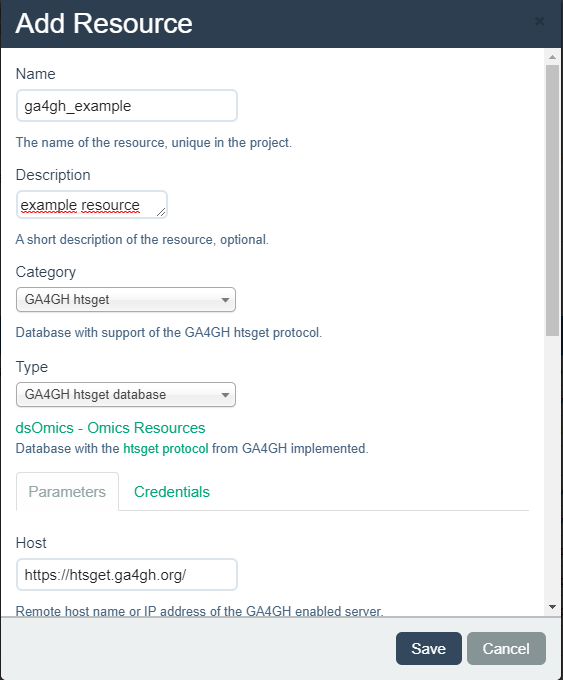 Add Resource
Name
ga4gh_example
The name of the resource, unique in the project.
Description
example resource
A short description of the resource, optional.
Category
GA4GH htsget
Database with support of the GA4GH htsget protocol.
Type
GA4GH htsget database
dsOmics - Omics Resources
Database with the htsget protocol from GA4GH implemented.
Parameters Credentials
Host
https://htsget.ga4gh.org/
Remote host name or IP address of the GA4GH enabled server.
Save Cancel